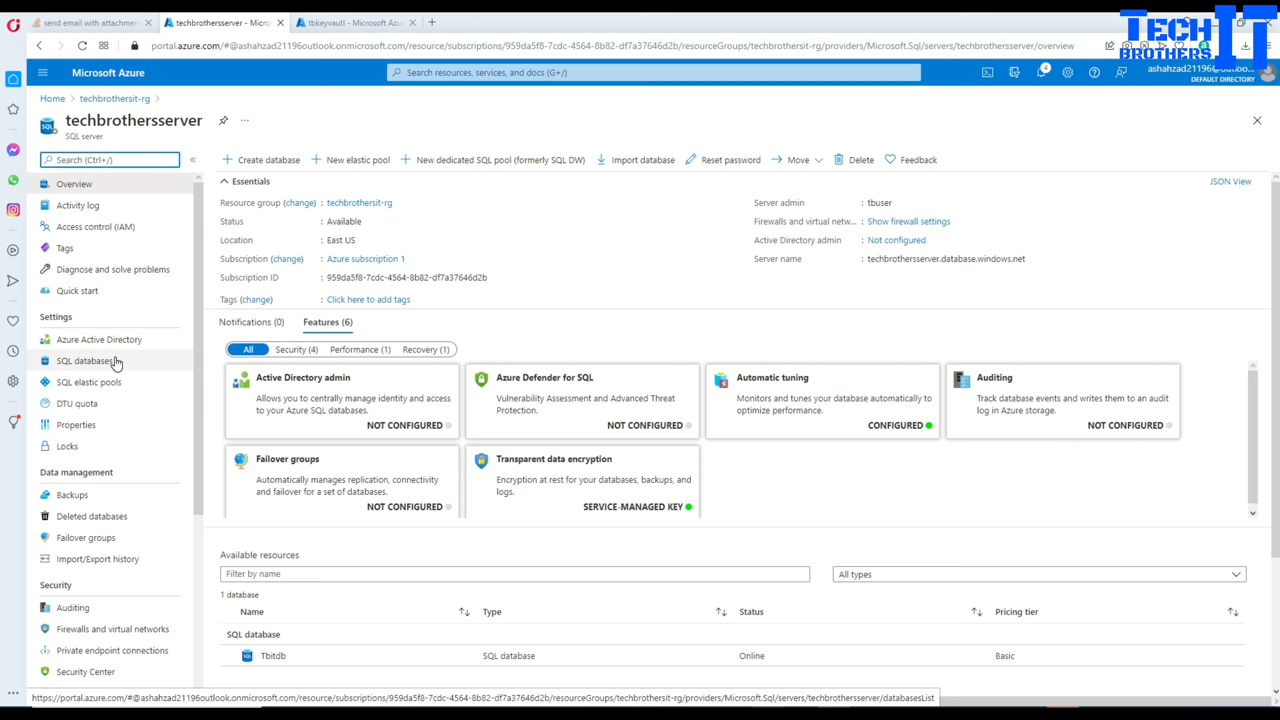 send email with attachmen
techbrothersserver - Micros
tbkeyvautl - Microsoft Azure
TECH IT
BROTHERS
portal.azure.com/#@ashahzad21196outlook.onmicrosoft.com/resource/subscriptions/959da5f8-7cdc-4564-8b82-df7a37646d2b/resourceGroups/techbrothersit-rg/providers/Microsoft.Sql/servers/techbrothersserver/overview
Microsoft Azure
Search resources, services, and docs (G+/)
4
ashahzad21196@outloo...
DEFAULT DIRECTORY
Home > techbrothersit-rg >
techbrothersserver
SQL server
Search (Ctrl+/)
Create database
New elastic pool
New dedicated SQL pool (formerly SQL DW)
Import database
Reset password
Move
Delete
Feedback
Overview
Activity log
Access control (IAM)
Tags
Diagnose and solve problems
Quick start
Settings
Azure Active Directory
SQL databases
SQL elastic pools
DTU quota
Properties
Locks
Data management
Backups
Deleted databases
Failover groups
Import/Export history
Security
Auditing
Firewalls and virtual networks
Private endpoint connections
Security Center
Essentials
JSON View
Resource group (change) : techbrothersit-rg
Status : Available
Location : East US
Subscription (change) : Azure subscription 1
Subscription ID : 959da5f8-7cdc-4564-8b82-df7a37646d2b
Tags (change) : Click here to add tags
Server admin : tbuser
Firewalls and virtual netw... : Show firewall settings
Active Directory admin : Not configured
Server name : techbrothersserver.database.windows.net
Notifications (0)
Features (6)
All
Security (4)
Performance (1)
Recovery (1)
Active Directory admin
Allows you to centrally manage identity and access
to your Azure SQL databases.
NOT CONFIGURED
Azure Defender for SQL
Vulnerability Assessment and Advanced Threat
Protection.
NOT CONFIGURED
Automatic tuning
Monitors and tunes your database automatically to
optimize performance.
CONFIGURED
Auditing
Track database events and writes them to an audit
log in Azure storage.
NOT CONFIGURED
Failover groups
Automatically manages replication, connectivity
and failover for a set of databases.
NOT CONFIGURED
Transparent data encryption
Encryption at rest for your databases, backups, and
logs.
SERVICE-MANAGED KEY
Available resources
Filter by name
All types
1 database
Name
Type
Status
Pricing tier
SQL database
Tbitdb
SQL database
Online
Basic
https://portal.azure.com/#@ashahzad21196outlook.onmicrosoft.com/resource/subscriptions/959da5f8-7cdc-4564-8b82-df7a37646d2b/resourceGroups/techbrothersit-rg/providers/Microsoft.Sql/servers/techbrothersserver/databasesList